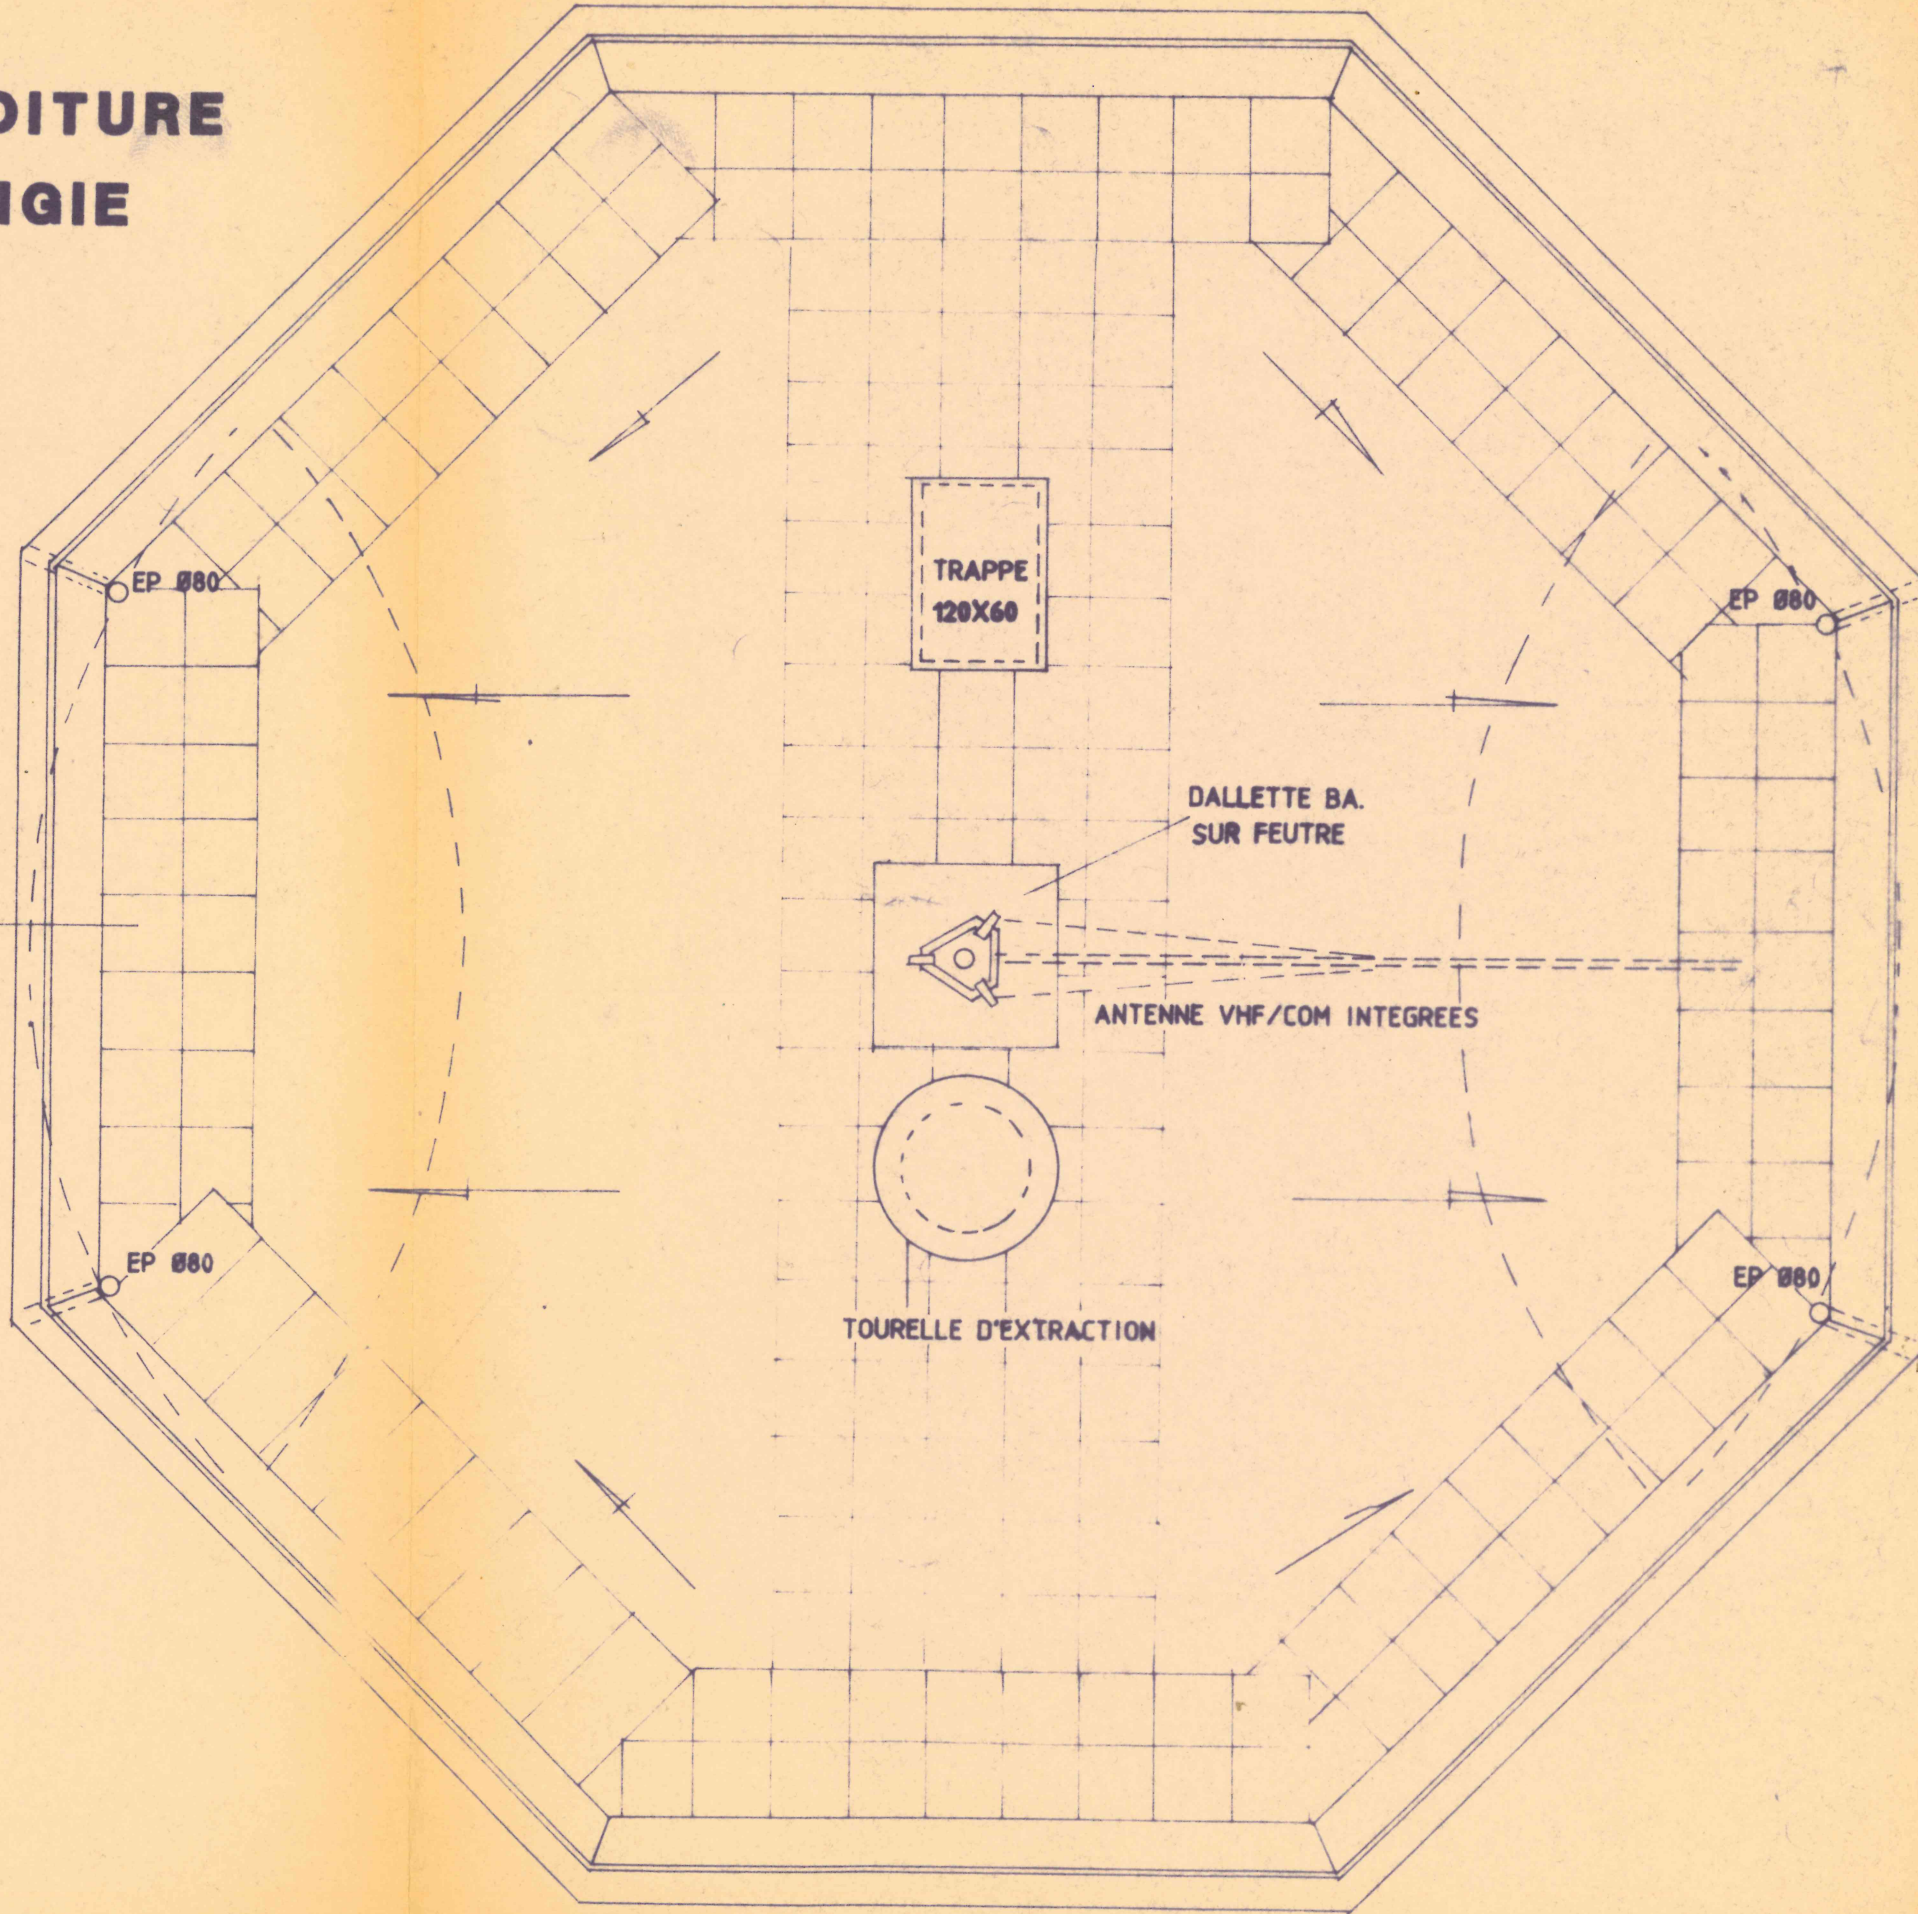 OITURE
IGIE
EP Ø80
TRAPPE
120X60
EP Ø80
DALLETTE BA.
SUR FEUTRE
ANTENNE VHF/COM INTEGREES
EP Ø80
EP Ø80
TOURELLE D'EXTRACTION